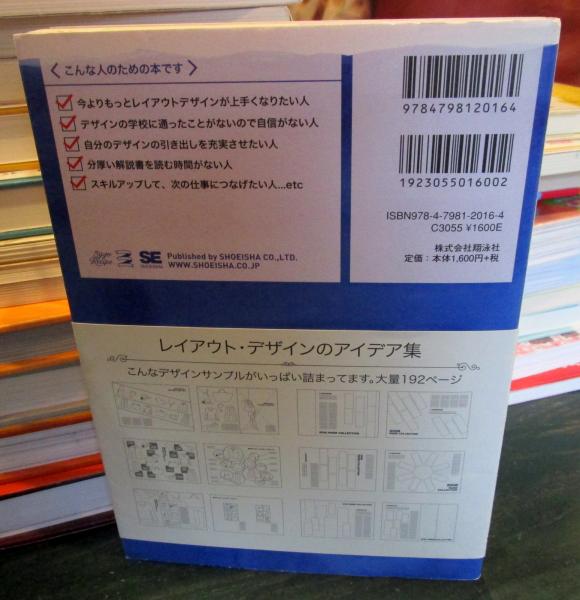 〈 こんな人のための本です 〉
今よりもっとレイアウトデザインが上手くなりたい人
デザインの学校に通ったことがないので自信がない人
自分のデザインの引き出しを充実させたい人
分厚い解説書を読む時間がない人
スキルアップして、次の仕事につなげたい人...etc
SE
SHOEISHA
Published by SHOEISHA CO.,LTD.
WWW.SHOEISHA.CO.JP
9784798120164
1923055016002
ISBN978-4-7981-2016-4
C3055 ¥1600E
株式会社翔泳社
定価：本体1,600円+税
レイアウト・デザインのアイデア集
こんなデザインサンプルがいっぱい詰まってます。大量192ページ